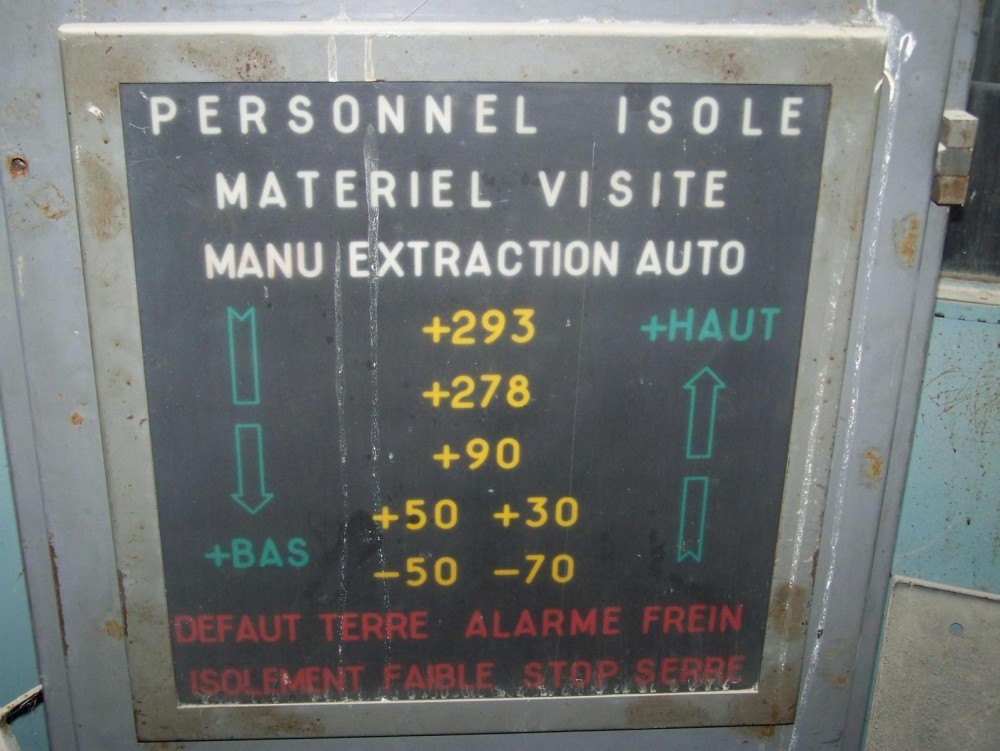 PERSONNEL ISOLE
MATERIEL VISITE
MANU EXTRACTION AUTO
+293 +HAUT
+278
+90
+50 +30
+BAS -50 -70
DEFAUT TERRE ALARME FREIN
ISOLEMENT FAIBLE STOP SERRE